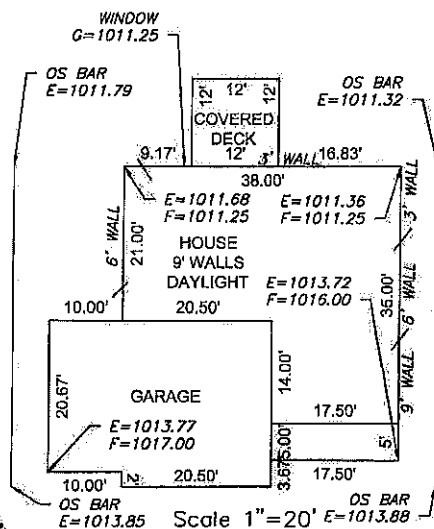 WINDOW
G=1011.25
OS BAR
E=1011.79
12'
12'
12'
COVERED
DECK
12'
OS BAR
E=1011.32
9.17'
3' WALL
16.83'
38.00'
E=1011.68
F=1011.25
E=1011.36
F=1011.25
6' WALL
21.00'
HOUSE
9' WALLS
DAYLIGHT
3' WALL
E=1013.72
F=1016.00
35.00'
6' WALL
10.00'
20.50'
20.67'
GARAGE
14.00'
9' WALL
E=1013.77
F=1017.00
17.50'
3.67
5.00'
5'
10.00'
2'
20.50'
17.50'
OS BAR
E=1013.85
Scale 1"=20'
OS BAR
E=1013.88